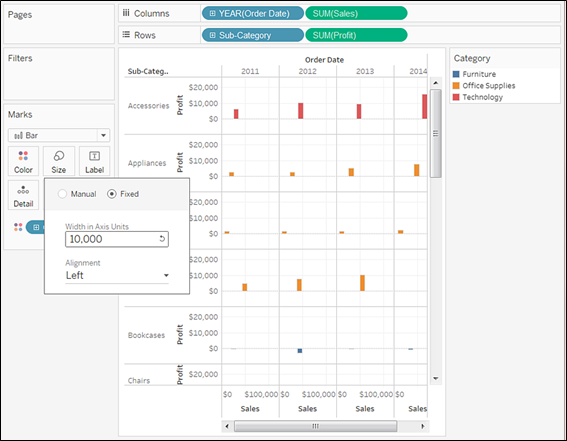 Pages
Columns
YEAR(Order Date)
SUM(Sales)
Rows
Sub-Category
SUM(Profit)
Filters
Marks
Bar
Color
Size
Label
Detail
Manual
Fixed
Width in Axis Units
10,000
Alignment
Left
Order Date
Sub-Categ..
2011
2012
2013
2014
Accessories
Profit
$20,000
$10,000
$0
Appliances
Profit
$20,000
$10,000
$0
Profit
$20,000
$10,000
$0
Profit
$20,000
$10,000
$0
Bookcases
Profit
$20,000
$10,000
$0
Chairs
$20,000
$0
$100,000
$0
$100,000
$0
$100,000
$0
Sales
Sales
Sales
Sales
Category
Furniture
Office Supplies
Technology